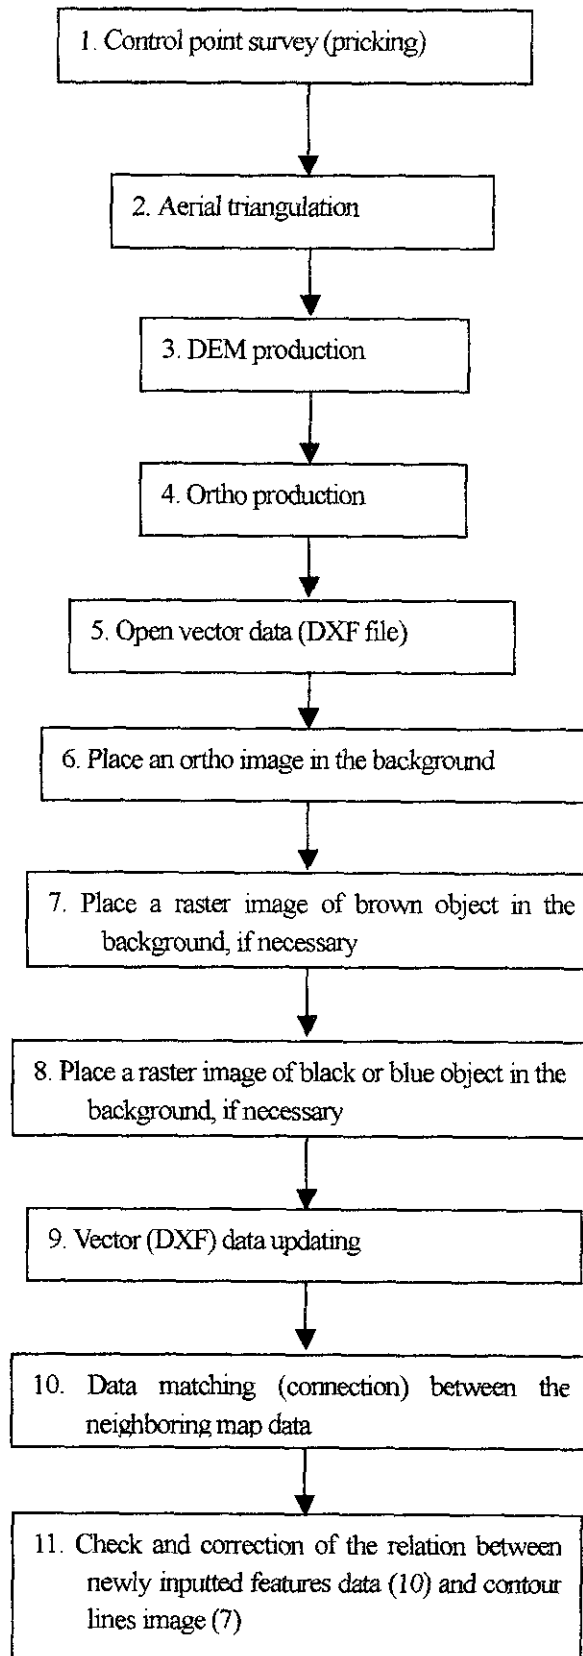 1. Control point survey (pricking)
2. Aerial triangulation
3. DEM production
4. Ortho production
5. Open vector data (DXF file)
6. Place an ortho image in the background
7. Place a raster image of brown object in the
background, if necessary
8. Place a raster image of black or blue object in the
background, if necessary
9. Vector (DXF) data updating
10. Data matching (connection) between the
neighboring map data
11. Check and correction of the relation between
newly inputted features data (10) and contour
lines image (7)